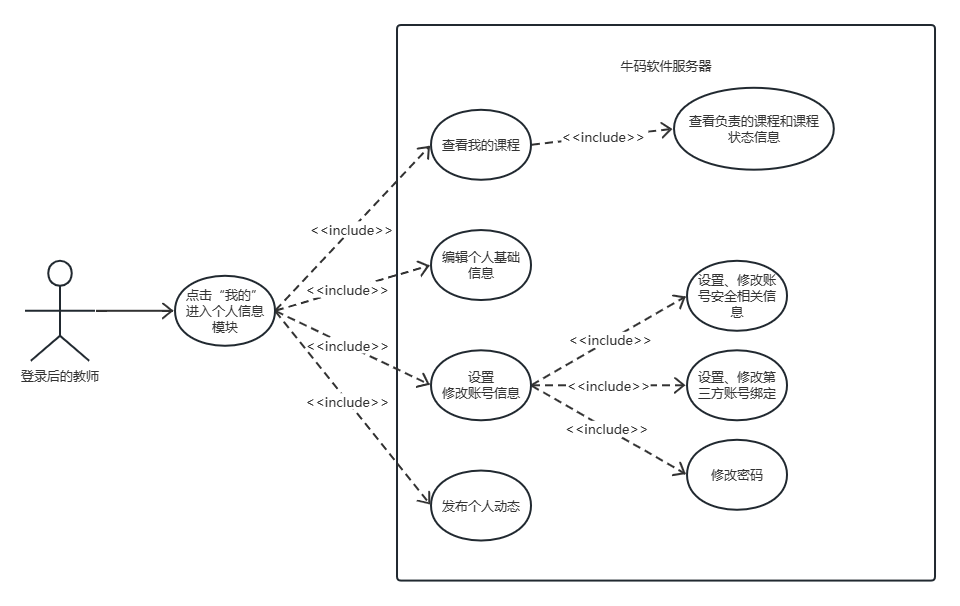 牛码软件服务器
查看负责的课程和课程
状态信息
<<include>>
查看我的课程
<<include>>
编辑个人基础
信息
<<include>>
点击“我的”
进入个人信息
模块
登录后的教师
<<include>>
设置
修改账号信息
<<include>>
发布个人动态
<<include>>
设置、修改账
号安全相关信
息
<<include>>
设置、修改第
三方账号绑定
<<include>>
修改密码